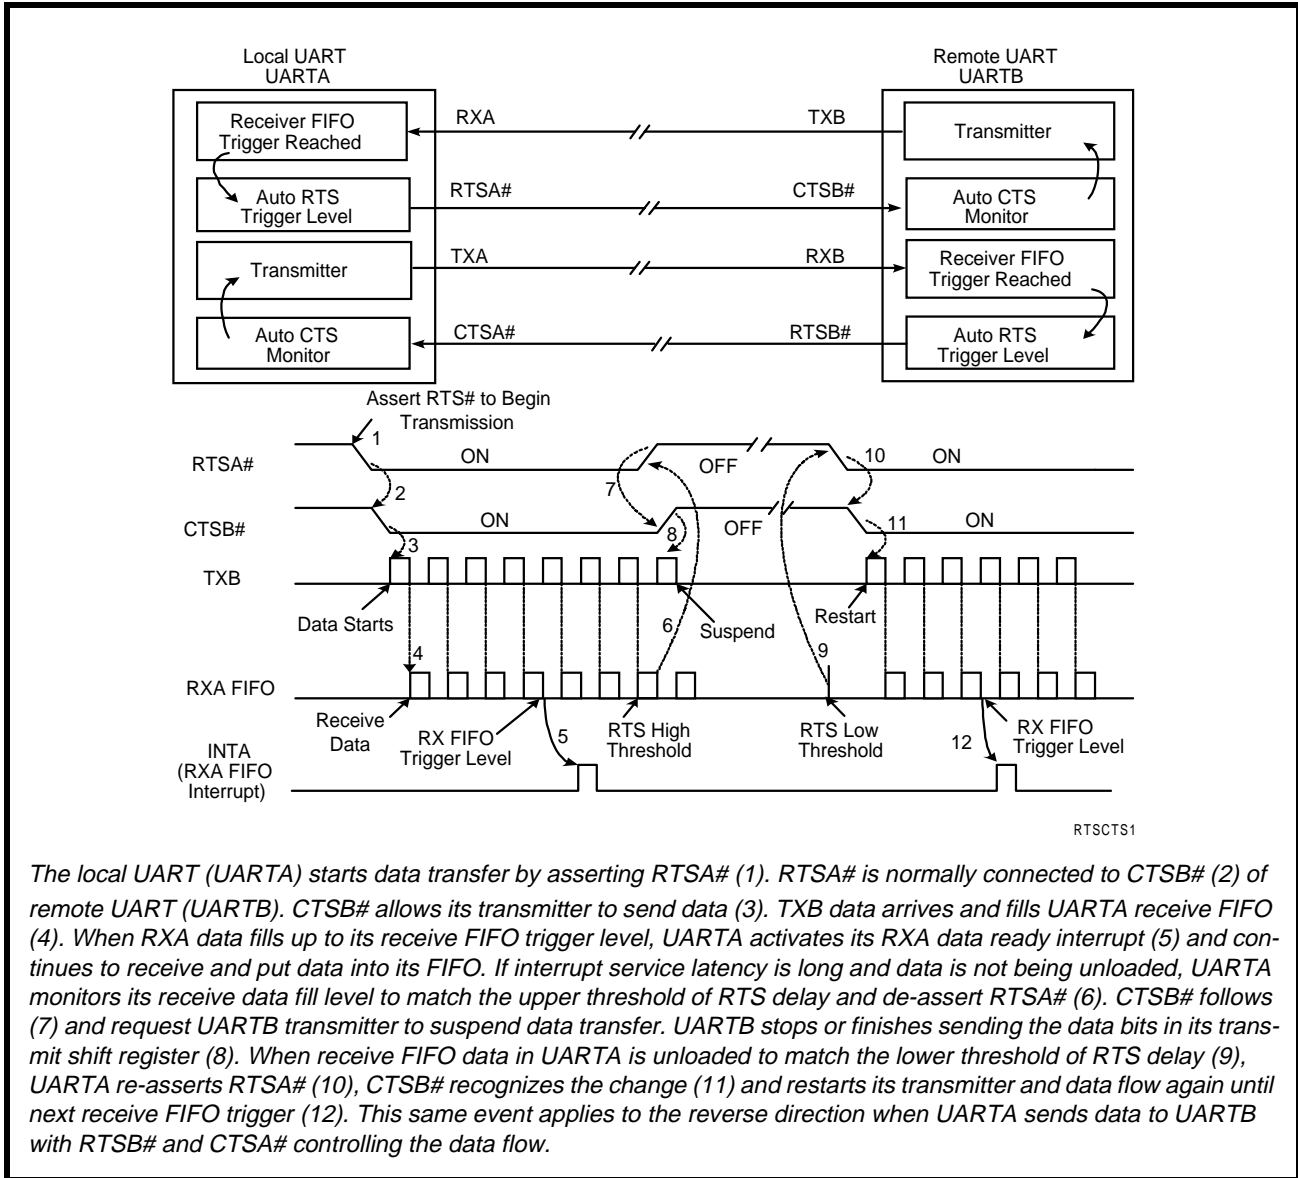 Local UART
UARTA
Remote UART
UARTB
Receiver FIFO
Trigger Reached
RXA
TXB
Transmitter
Auto RTS
Trigger Level
RTSA#
CTSB#
Auto CTS
Monitor
Transmitter
TXA
RXB
Receiver FIFO
Trigger Reached
Auto CTS
Monitor
CTSA#
RTSB#
Auto RTS
Trigger Level
Assert RTS# to Begin
Transmission
1
RTSA#
ON
OFF
10
ON
2
7
CTSB#
ON
8
OFF
11
ON
3
TXB
Data Starts
6
Suspend
Restart
4
9
RXA FIFO
Receive
Data
RX FIFO
Trigger Level
5
RTS High
Threshold
RTS Low
Threshold
12
RX FIFO
Trigger Level
INTA
(RXA FIFO
Interrupt)
RTSCTS1
The local UART (UARTA) starts data transfer by asserting RTSA# (1). RTSA# is normally connected to CTSB# (2) of
remote UART (UARTB). CTSB# allows its transmitter to send data (3). TXB data arrives and fills UARTA receive FIFO
(4). When RXA data fills up to its receive FIFO trigger level, UARTA activates its RXA data ready interrupt (5) and con-
tinues to receive and put data into its FIFO. If interrupt service latency is long and data is not being unloaded, UARTA
monitors its receive data fill level to match the upper threshold of RTS delay and de-assert RTSA# (6). CTSB# follows
(7) and request UARTB transmitter to suspend data transfer. UARTB stops or finishes sending the data bits in its trans-
mit shift register (8). When receive FIFO data in UARTA is unloaded to match the lower threshold of RTS delay (9),
UARTA re-asserts RTSA# (10), CTSB# recognizes the change (11) and restarts its transmitter and data flow again until
next receive FIFO trigger (12). This same event applies to the reverse direction when UARTA sends data to UARTB
with RTSB# and CTSA# controlling the data flow.